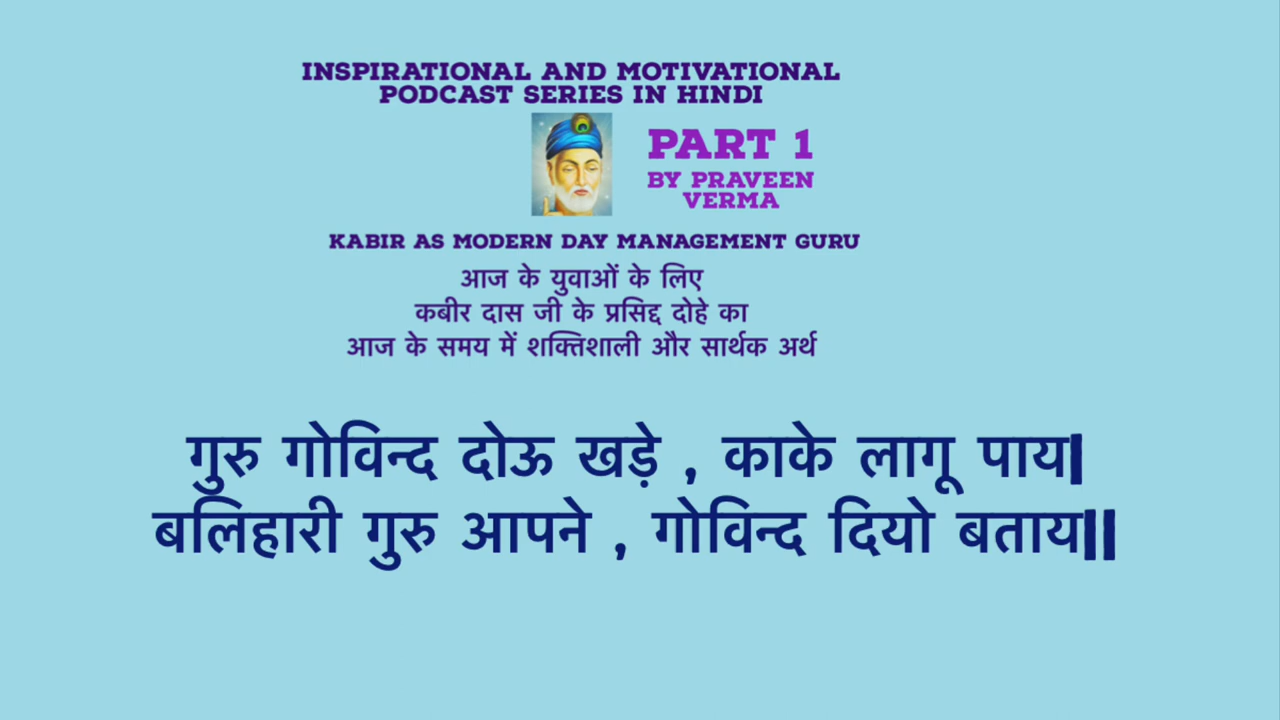 INSPIRATIONAL AND MOTIVATIONAL
PODCAST SERIES IN HINDI
PART 1
BY PRAVEEN
VERMA
KABIR AS MODERN DAY MANAGEMENT GURU
आज के युवाओं के लिए
कबीर दास जी के प्रसिद्द दोहे का
आज के समय में शक्तिशाली और सार्थक अर्थ
गुरु गोविन्द दोऊ खड़े , काके लागू पाय|
बलिहारी गुरु आपने , गोविन्द दियो बताय||